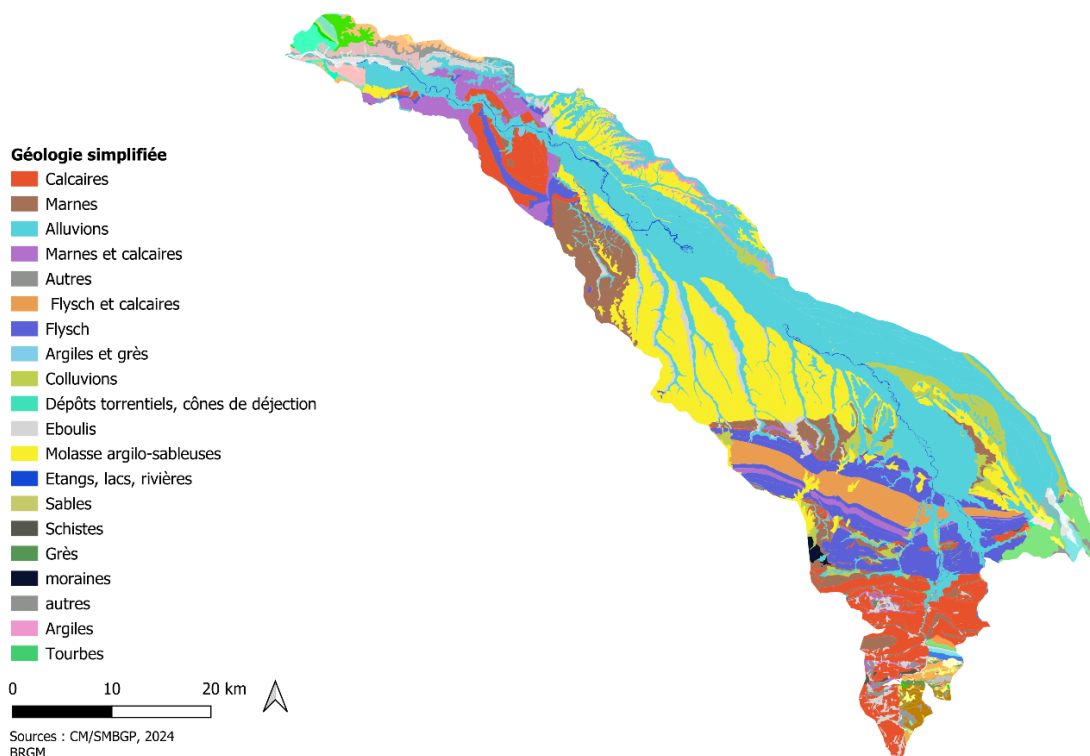 Géologie simplifiée
Calcaires
Marnes
Alluvions
Marnes et calcaires
Autres
Flysch et calcaires
Flysch
Argiles et grès
Colluvions
Dépôts torrentiels, cônes de déjection
Eboulis
Molasse argilo-sableuses
Etangs, lacs, rivières
Sables
Schistes
Grès
moraines
autres
Argiles
Tourbes
0 10 20 km
Sources : CM/SMBGP, 2024
BRGM